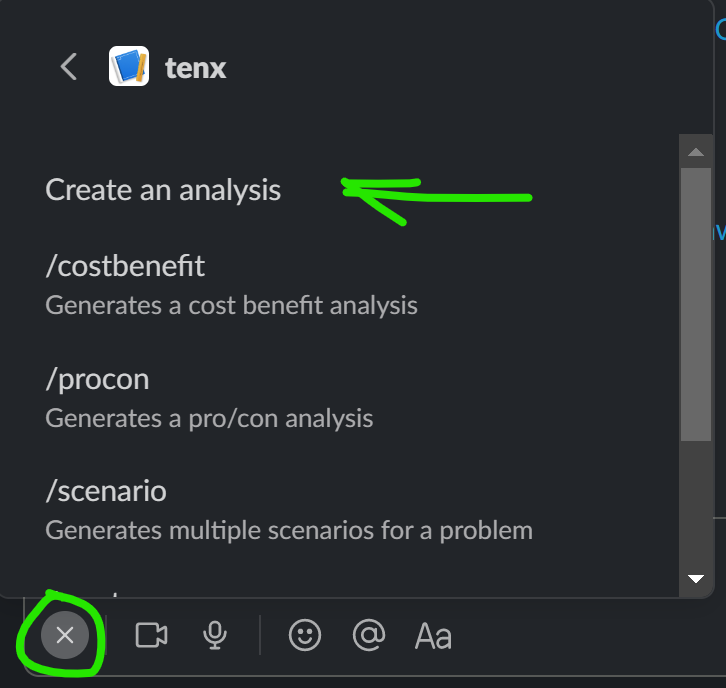 tenx
Create an analysis
/costbenefit
Generates a cost benefit analysis
/procon
Generates a pro/con analysis
/scenario
Generates multiple scenarios for a problem
Aa